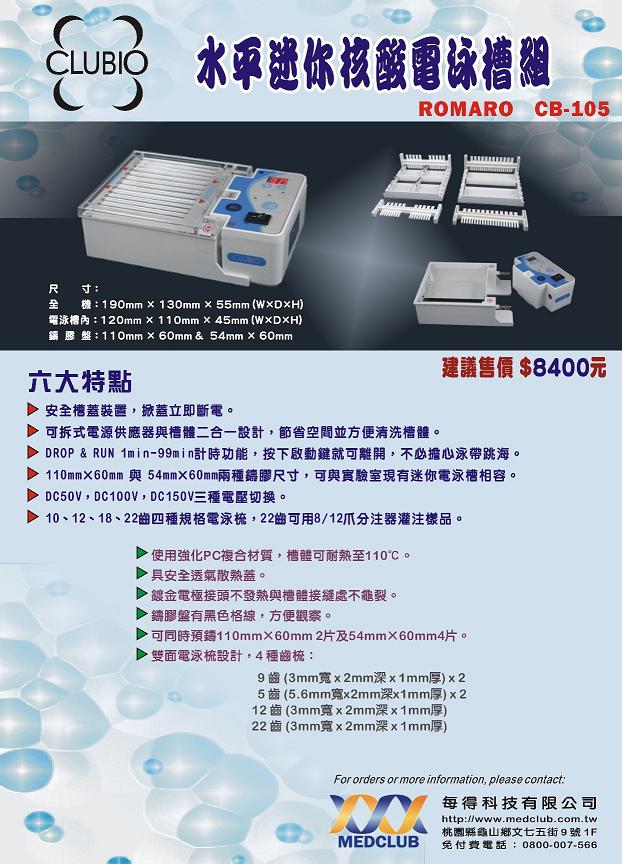 CLUBIO
水平迷你核酸電泳槽組
ROMARO CB-105
CLUBIO
尺 寸：
全 機：190mm × 130mm × 55mm (W×D×H)
電泳槽內：120mm × 110mm × 45mm (W×D×H)
鑄 膠 盤：110mm × 60mm & 54mm × 60mm
建議售價 $8400元
六大特點
安全槽蓋裝置，掀蓋立即斷電。
可拆式電源供應器與槽體二合一設計，節省空間並方便清洗槽體。
DROP & RUN 1min-99min計時功能，按下啟動鍵就可離開，不必擔心泳帶跳海。
110mm×60mm 與 54mm×60mm兩種鑄膠尺寸，可與實驗室現有迷你電泳槽相容。
DC50V，DC100V，DC150V三種電壓切換。
10、12、18、22齒四種規格電泳梳，22齒可用8/12爪分注器灌注樣品。
使用強化PC複合材質，槽體可耐熱至110℃。
具安全透氣散熱蓋。
鍍金電極接頭不發熱與槽體接縫處不龜裂。
鑄膠盤有黑色格線，方便觀察。
可同時預鑄110mm×60mm 2片及54mm×60mm4片。
雙面電泳梳設計，4種齒梳：
9 齒 (3mm寬 x 2mm深 x 1mm厚) x 2
5 齒 (5.6mm寬x2mm深x1mm厚) x 2
12 齒 (3mm寬 x 2mm深 x 1mm厚)
22 齒 (3mm寬 x 2mm深 x 1mm厚)
For orders or more information, please contact:
MEDCLUB
每得科技有限公司
http://www.medclub.com.tw
桃園縣龜山鄉文七五街9號1F
免付費電話：0800-007-566